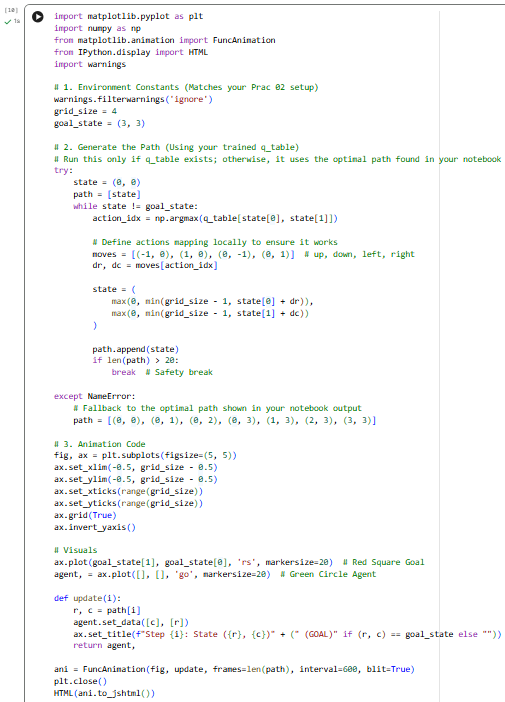 [10]
✓ 1s
import matplotlib.pyplot as plt
import numpy as np
from matplotlib.animation import FuncAnimation
from IPython.display import HTML
import warnings

# 1. Environment Constants (Matches your Prac 02 setup)
warnings.filterwarnings('ignore')
grid_size = 4
goal_state = (3, 3)

# 2. Generate the Path (Using your trained q_table)
# Run this only if q_table exists; otherwise, it uses the optimal path found in your notebook
try:
    state = (0, 0)
    path = [state]
    while state != goal_state:
        action_idx = np.argmax(q_table[state[0], state[1]])

        # Define actions mapping locally to ensure it works
        moves = [(-1, 0), (1, 0), (0, -1), (0, 1)]  # up, down, left, right
        dr, dc = moves[action_idx]

        state = (
            max(0, min(grid_size - 1, state[0] + dr)),
            max(0, min(grid_size - 1, state[1] + dc))
        )

        path.append(state)
        if len(path) > 20:
            break  # Safety break

except NameError:
    # Fallback to the optimal path shown in your notebook output
    path = [(0, 0), (0, 1), (0, 2), (0, 3), (1, 3), (2, 3), (3, 3)]

# 3. Animation Code
fig, ax = plt.subplots(figsize=(5, 5))
ax.set_xlim(-0.5, grid_size - 0.5)
ax.set_ylim(-0.5, grid_size - 0.5)
ax.set_xticks(range(grid_size))
ax.set_yticks(range(grid_size))
ax.grid(True)
ax.invert_yaxis()

# Visuals
ax.plot(goal_state[1], goal_state[0], 'rs', markersize=20)  # Red Square Goal
agent, = ax.plot([], [], 'go', markersize=20)  # Green Circle Agent

def update(i):
    r, c = path[i]
    agent.set_data([c], [r])
    ax.set_title(f"Step {i}: State ({r}, {c})" + (" (GOAL)" if (r, c) == goal_state else ""))
    return agent,

ani = FuncAnimation(fig, update, frames=len(path), interval=600, blit=True)
plt.close()
HTML(ani.to_jshtml())